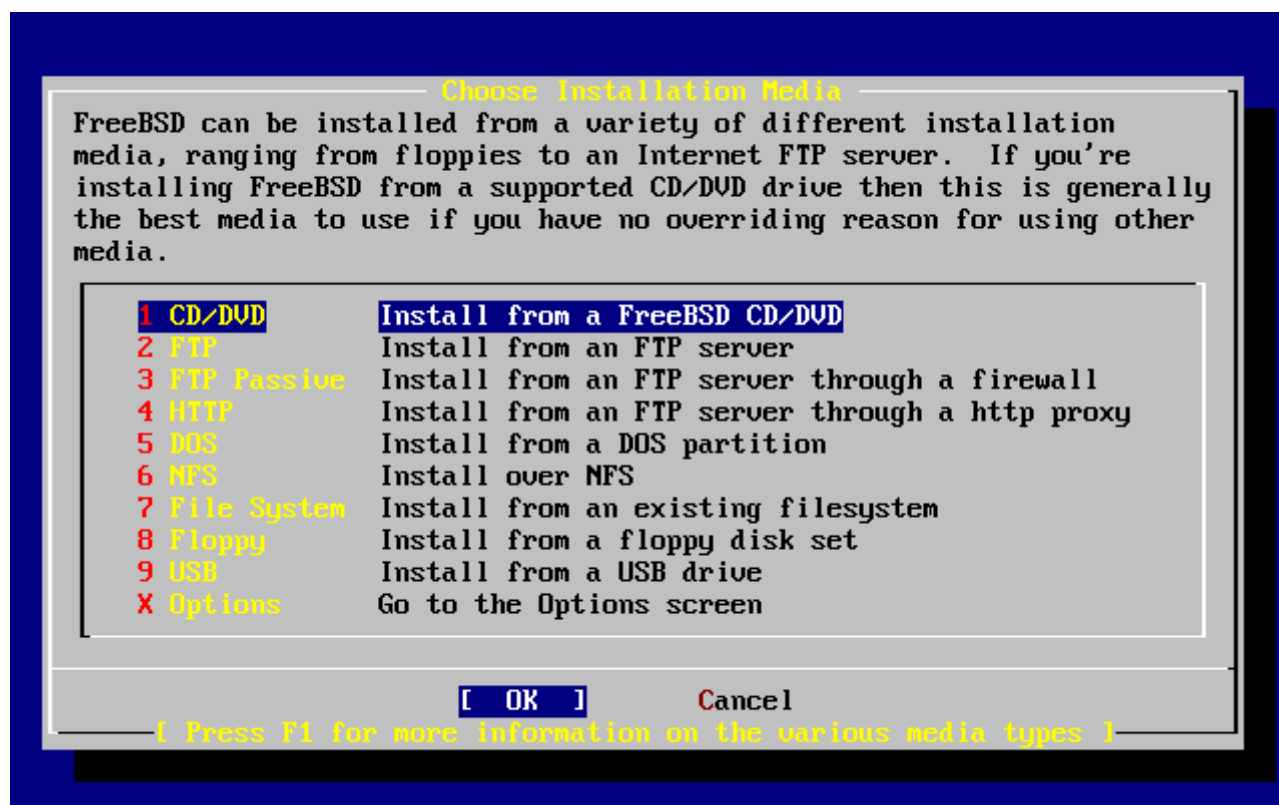 Choose Installation Media
FreeBSD can be installed from a variety of different installation
media, ranging from floppies to an Internet FTP server.  If you're
installing FreeBSD from a supported CD/DVD drive then this is generally
the best media to use if you have no overriding reason for using other
media.
1 CD/DVD Install from a FreeBSD CD/DVD
2 FTP Install from an FTP server
3 FTP Passive Install from an FTP server through a firewall
4 HTTP Install from an FTP server through a http proxy
5 DOS Install from a DOS partition
6 NFS Install over NFS
7 File System Install from an existing filesystem
8 Floppy Install from a floppy disk set
9 USB Install from a USB drive
X Options Go to the Options screen
[ OK ] Cancel
[ Press F1 for more information on the various media types ]